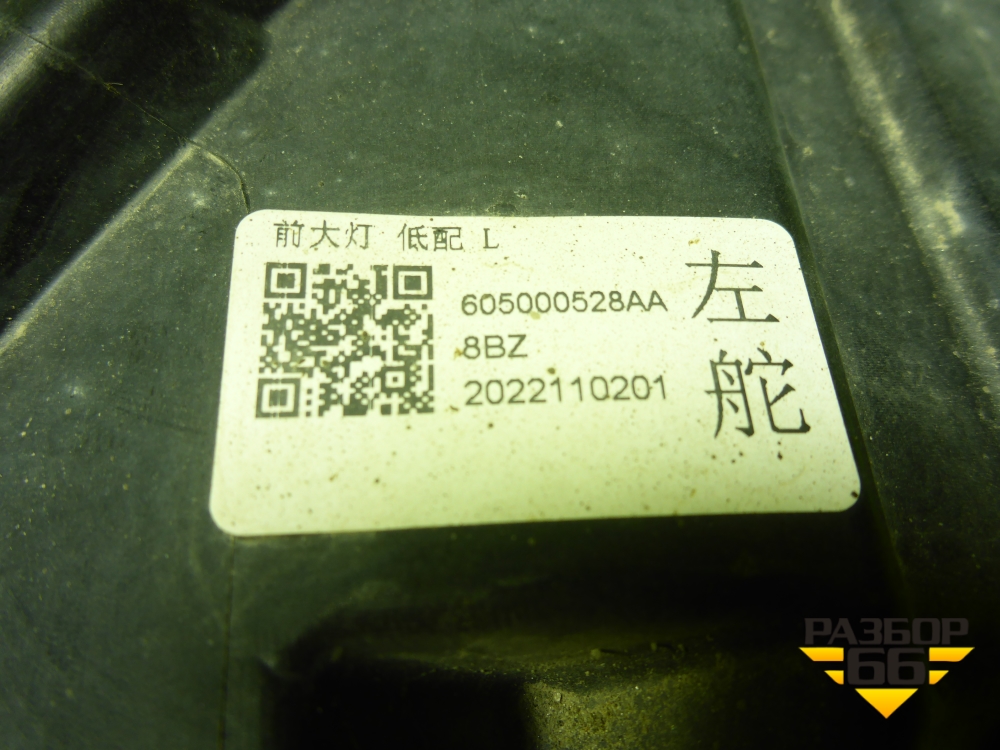 前大灯 低配 L
605000528AA
8BZ
2022110201
左
舵
РАЗБОР
66